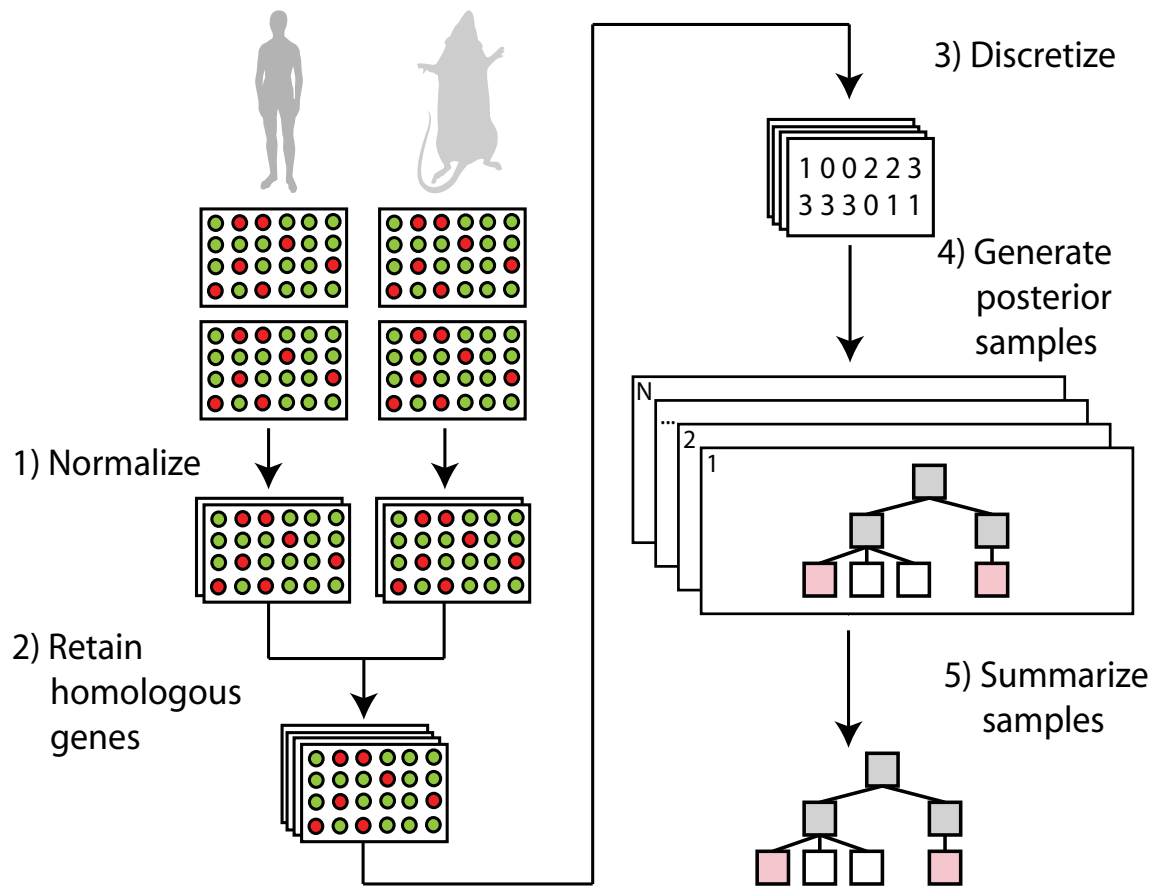 1) Normalize
2) Retain
homologous
genes
3) Discretize
1 0 0 2 2 3
3 3 3 0 1 1
4) Generate
posterior
samples
N
...
2
1
5) Summarize
samples